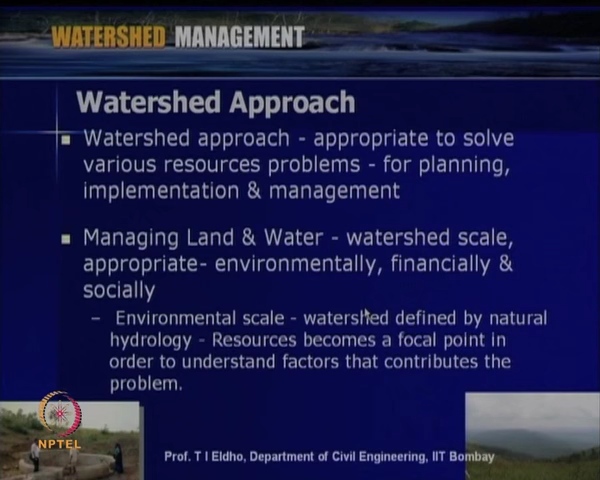 WATERSHED MANAGEMENT
Watershed Approach
Watershed approach - appropriate to solve
various resources problems - for planning,
implementation & management
Managing Land & Water - watershed scale,
appropriate- environmentally, financially &
socially
– Environmental scale - watershed defined by natural
hydrology - Resources becomes a focal point in
order to understand factors that contributes the
problem.
NPTEL
Prof. T I Eldho, Department of Civil Engineering, IIT Bombay